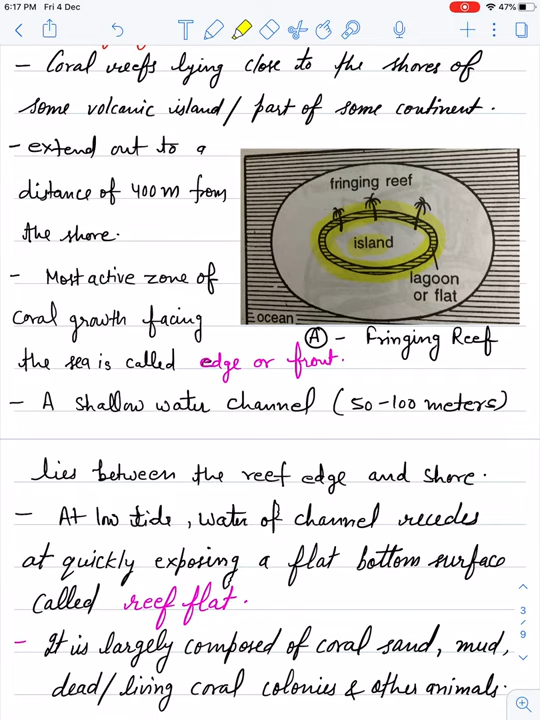 6:17 PM Fri 4 Dec
47%
- Coral reefs lying close to the shores of
some volcanic island / part of some continent.
- extend out to a
distance of 400 m from
the shore.
- Most active zone of
coral growth facing
the sea is called edge or front.
fringing reef
island
lagoon
or flat
ocean
A - Fringing Reef
- A shallow water channel (50-100 meters)
lies between the reef edge and shore.
- At low tide, water of channel recedes
at quickly exposing a flat bottom surface
called reef flat.
- It is largely composed of coral sand, mud,
dead/living coral colonies & other animals.
3
/
9